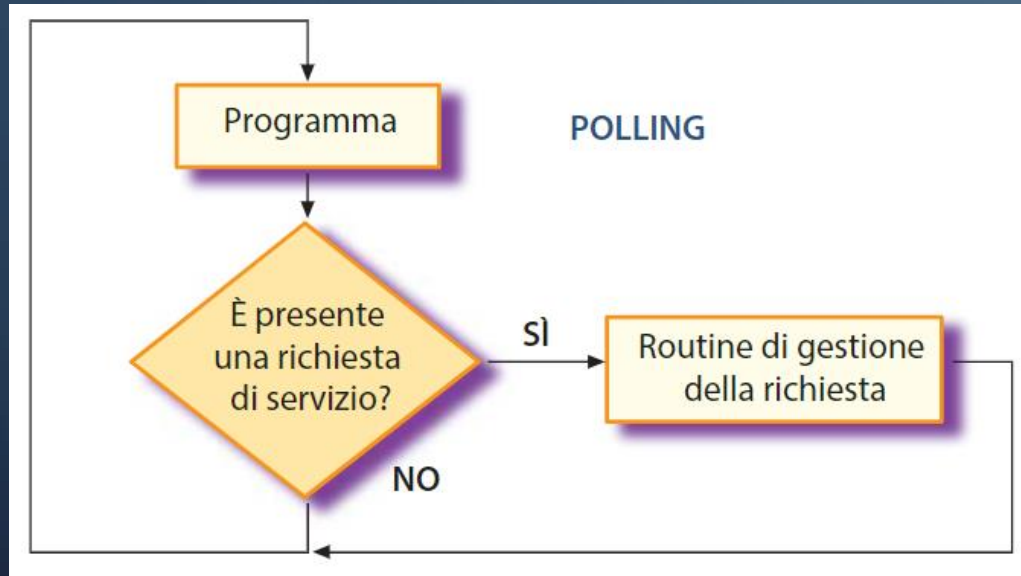 Programma
POLLING
È presente
una richiesta
di servizio?
SÌ
Routine di gestione
della richiesta
NO